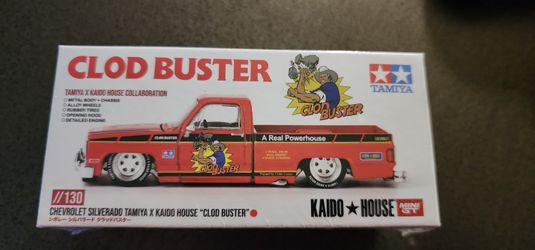 CLOD BUSTER
TAMIYA X KAIDO HOUSE COLLABORATION
METAL BODY + CHASSIS
ALLOY WHEELS
RUBBER TIRES
OPENING HOOD
DETAILED ENGINE
CLOD BUSTER
TAMIYA
CLOD BUSTER
A Real Powerhouse
CLOD BUSTER
//130
CHEVROLET SILVERADO TAMIYA X KAIDO HOUSE "CLOD BUSTER"
シボレー シルバラード クラッドバスター
KAIDO★HOUSE
MINI GT